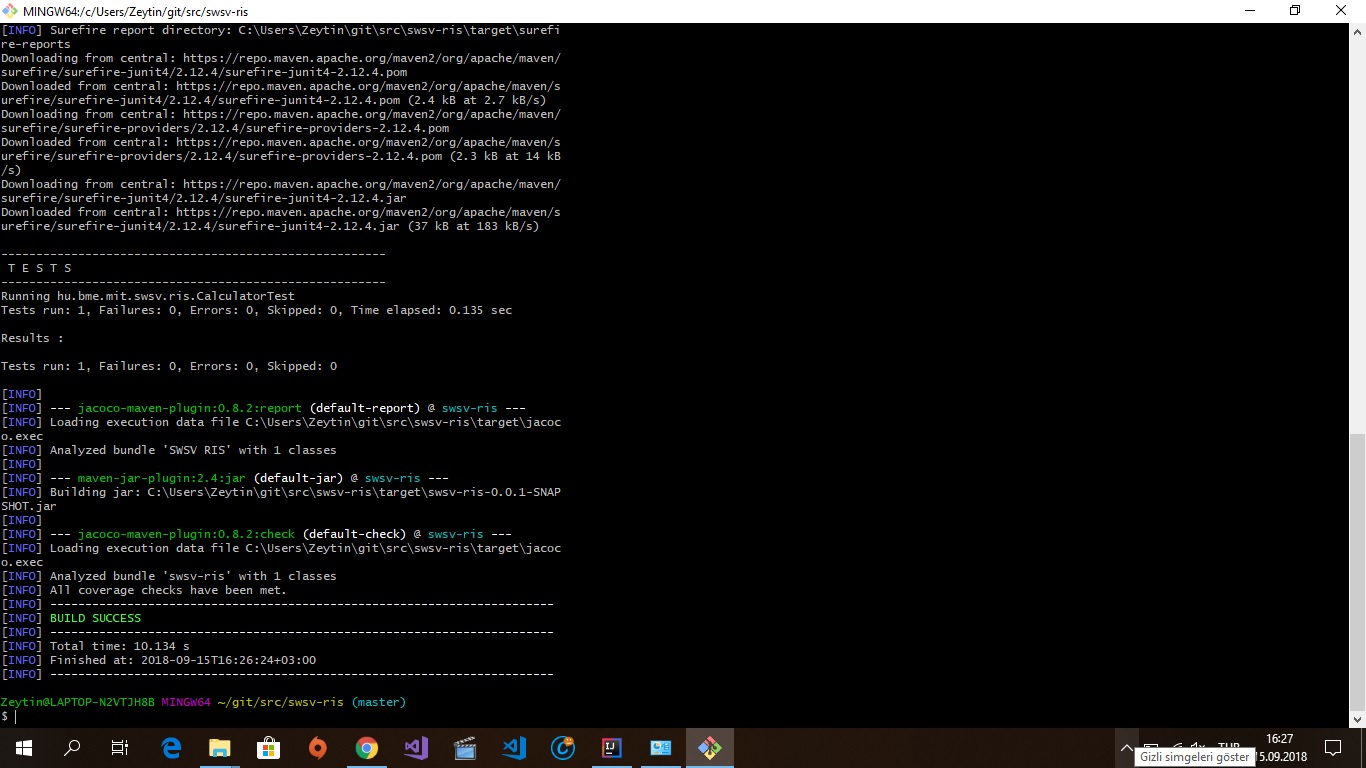 MINGW64:/c/Users/Zeytin/git/src/swsv-ris
[INFO] Surefire report directory: C:\Users\Zeytin\git\src\swsv-ris\target\surefi
re-reports
Downloading from central: https://repo.maven.apache.org/maven2/org/apache/maven/
surefire/surefire-junit4/2.12.4/surefire-junit4-2.12.4.pom
Downloaded from central: https://repo.maven.apache.org/maven2/org/apache/maven/s
urefire/surefire-junit4/2.12.4/surefire-junit4-2.12.4.pom (2.4 kB at 2.7 kB/s)
Downloading from central: https://repo.maven.apache.org/maven2/org/apache/maven/
surefire/surefire-providers/2.12.4/surefire-providers-2.12.4.pom
Downloaded from central: https://repo.maven.apache.org/maven2/org/apache/maven/s
urefire/surefire-providers/2.12.4/surefire-providers-2.12.4.pom (2.3 kB at 14 kB
/s)
Downloading from central: https://repo.maven.apache.org/maven2/org/apache/maven/
surefire/surefire-junit4/2.12.4/surefire-junit4-2.12.4.jar
Downloaded from central: https://repo.maven.apache.org/maven2/org/apache/maven/s
urefire/surefire-junit4/2.12.4/surefire-junit4-2.12.4.jar (37 kB at 183 kB/s)
-------------------------------------------------------
 T E S T S
-------------------------------------------------------
Running hu.bme.mit.swsv.ris.CalculatorTest
Tests run: 1, Failures: 0, Errors: 0, Skipped: 0, Time elapsed: 0.135 sec
Results :
Tests run: 1, Failures: 0, Errors: 0, Skipped: 0
[INFO]
[INFO] --- jacoco-maven-plugin:0.8.2:report (default-report) @ swsv-ris ---
[INFO] Loading execution data file C:\Users\Zeytin\git\src\swsv-ris\target\jacoc
o.exec
[INFO] Analyzed bundle 'SWSV RIS' with 1 classes
[INFO]
[INFO] --- maven-jar-plugin:2.4:jar (default-jar) @ swsv-ris ---
[INFO] Building jar: C:\Users\Zeytin\git\src\swsv-ris\target\swsv-ris-0.0.1-SNAP
SHOT.jar
[INFO]
[INFO] --- jacoco-maven-plugin:0.8.2:check (default-check) @ swsv-ris ---
[INFO] Loading execution data file C:\Users\Zeytin\git\src\swsv-ris\target\jacoc
o.exec
[INFO] Analyzed bundle 'swsv-ris' with 1 classes
[INFO] All coverage checks have been met.
[INFO] ------------------------------------------------------------------------
[INFO] BUILD SUCCESS
[INFO] ------------------------------------------------------------------------
[INFO] Total time: 10.134 s
[INFO] Finished at: 2018-09-15T16:26:24+03:00
[INFO] ------------------------------------------------------------------------
Zeytin@LAPTOP-N2VTJH8B MINGW64 ~/git/src/swsv-ris (master)
$
16:27
Gizli simgeleri göster
5.09.2018